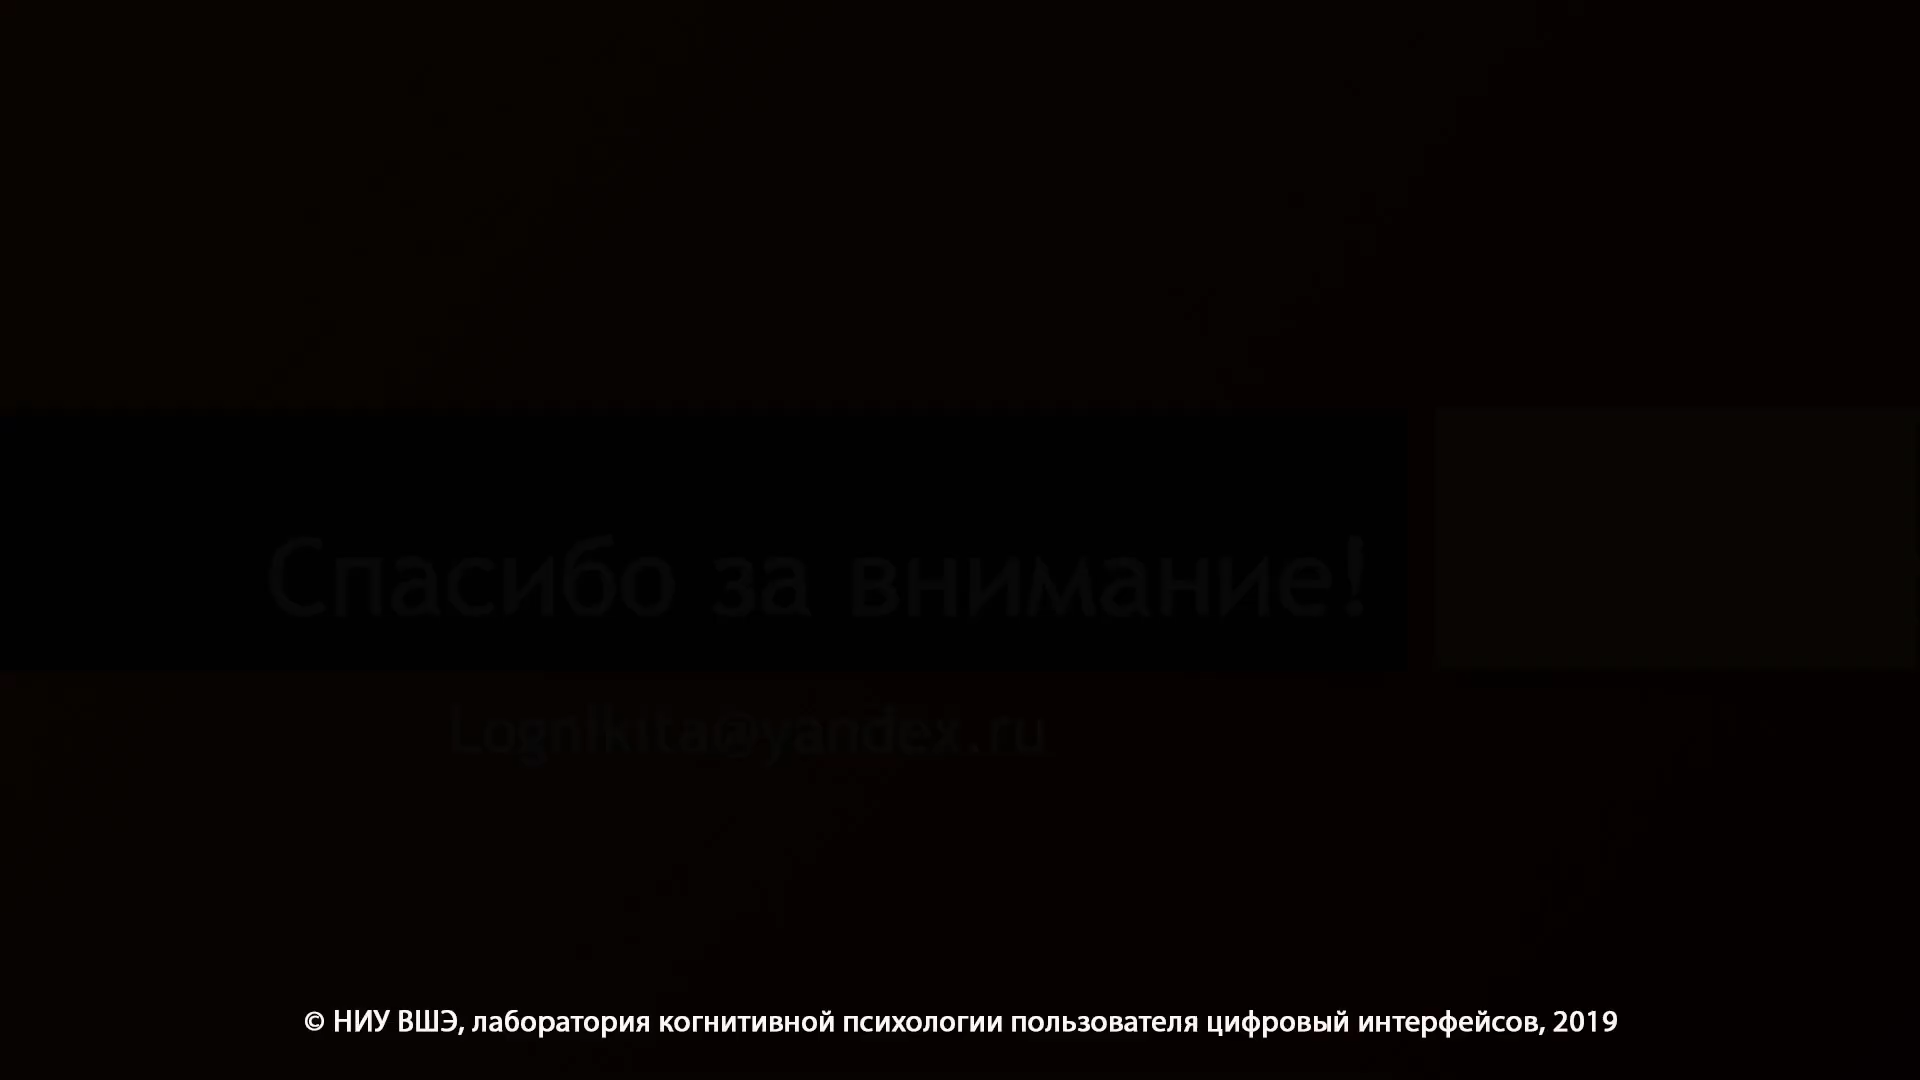 Спасибо за внимание!
Lognikita@yandex.ru
© НИУ ВШЭ, лаборатория когнитивной психологии пользователя цифровый интерфейсов, 2019